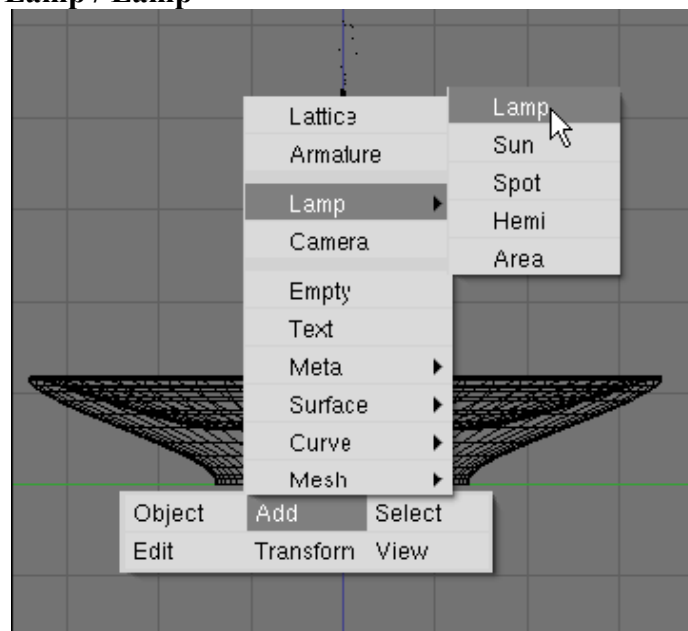 Lamp / Lamp
Lattice
Armature
Lamp
Camera
Empty
Text
Meta
Surface
Curve
Mesh
Lamp
Sun
Spot
Hemi
Area
Object Add Select
Edit Transform View